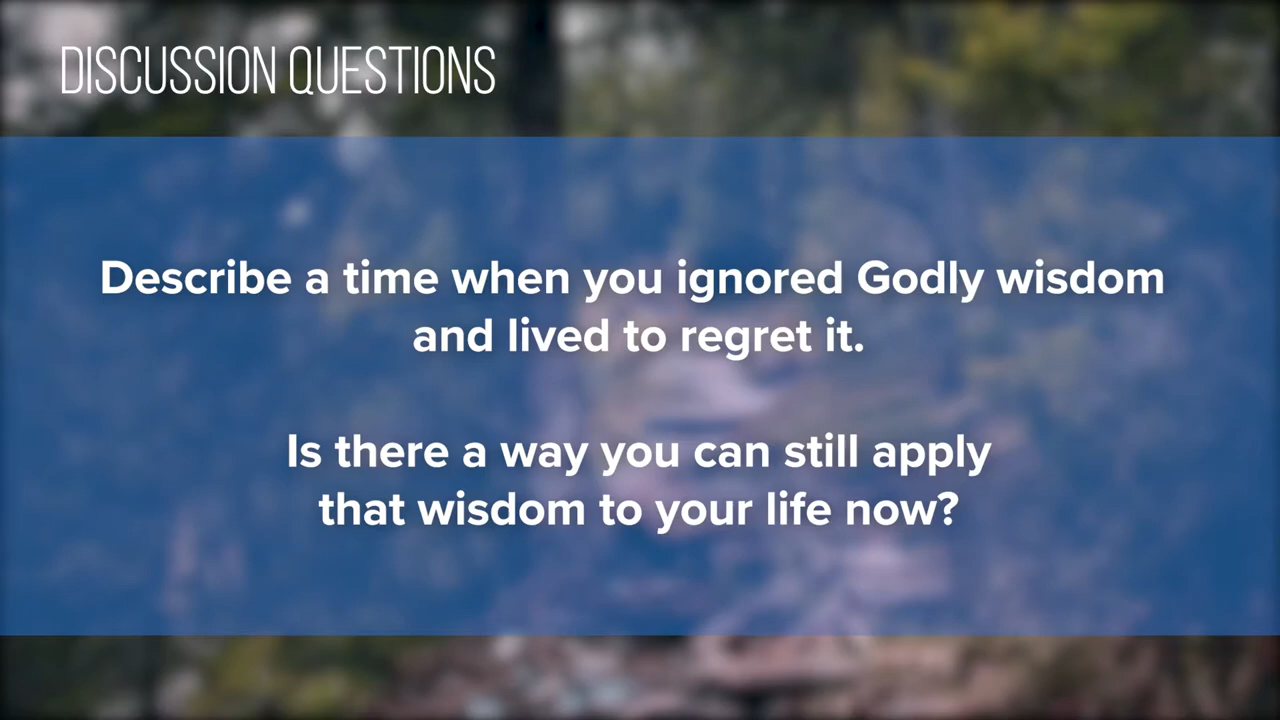 DISCUSSION QUESTIONS
Describe a time when you ignored Godly wisdom
and lived to regret it.
Is there a way you can still apply
that wisdom to your life now?